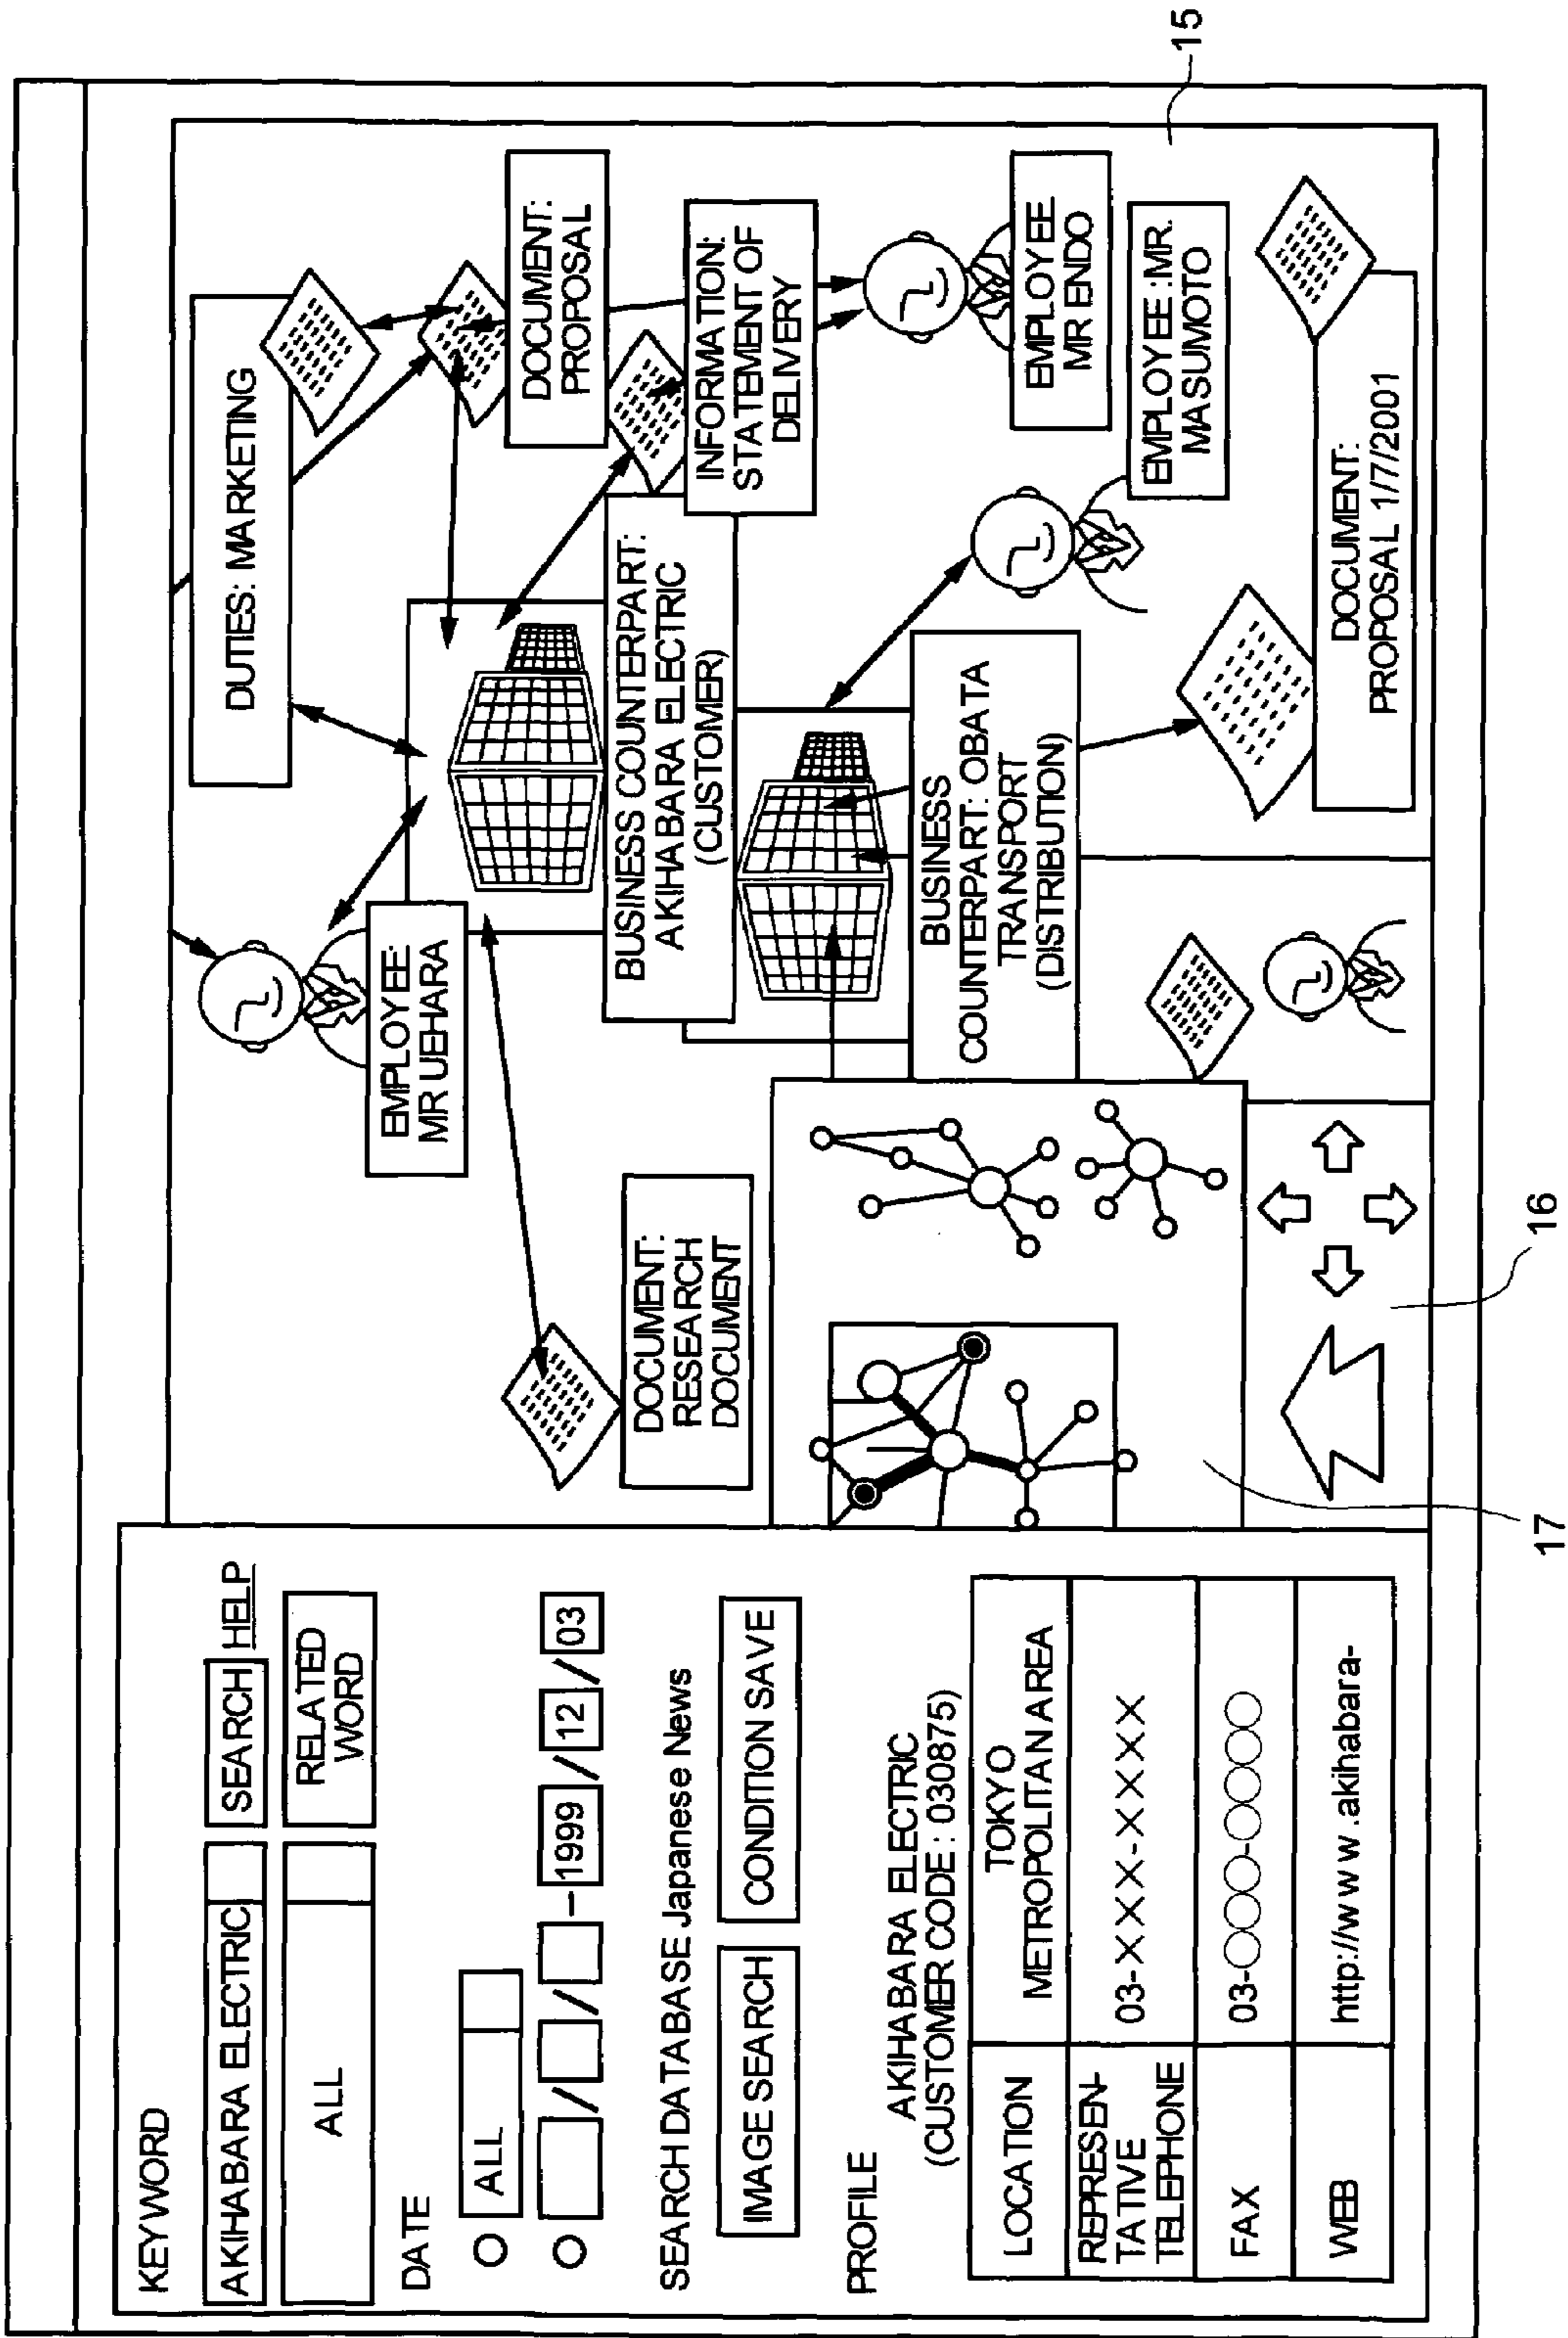 KEYWORD
AKIHABARA ELECTRIC
SEARCH
HELP
ALL
RELATED
WORD
DATE
ALL
/ / - 1999 / 12 / 03
SEARCH DATABASE Japanese News
IMAGE SEARCH
CONDITION SAVE
PROFILE
AKIHABARA ELECTRIC
(CUSTOMER CODE : 030875)
LOCATION
TOKYO
METROPOLITAN AREA
REPRESEN-
TATIVE
TELEPHONE
03-XXXX-XXXX
FAX
03-○○○○-○○○○
WEB
http://www.akihabara-
DUTIES: MARKETING
EMPLOYEE:
MR UEHARA
DOCUMENT:
PROPOSAL
DOCUMENT:
RESEARCH
DOCUMENT
BUSINESS COUNTERPART:
AKIHABARA ELECTRIC
(CUSTOMER)
INFORMATION:
STATEMENT OF
DELIVERY
BUSINESS
COUNTERPART: OBATA
TRANSPORT
(DISTRIBUTION)
EMPLOYEE
MR ENDO
EMPLOYEE :MR.
MASUMOTO
DOCUMENT:
PROPOSAL 1/7/2001
15
16
17